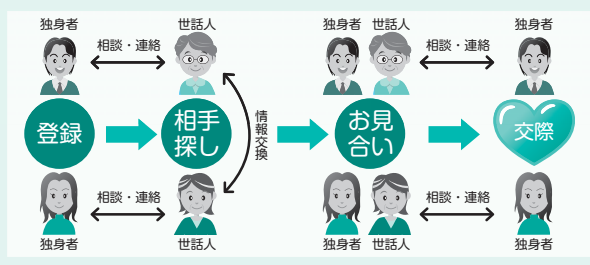 独身者
世話人
独身者
世話人
独身者
相談・連絡
相談・連絡
登録
相手
探し
情報交換
お見
合い
交際
相談・連絡
相談・連絡
独身者
世話人
独身者
世話人
独身者